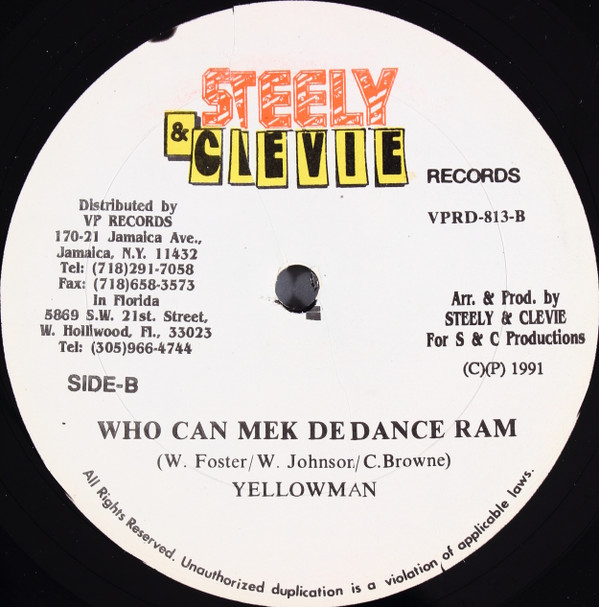 STEELY
& CLEVIE
RECORDS
VPRD-813-B
Distributed by
VP RECORDS
170-21 Jamaica Ave.,
Jamaica, N.Y. 11432
Tel: (718)291-7058
Fax: (718)658-3573
In Florida
5869 S.W. 21st. Street,
W. Holliwood, Fl., 33023
Tel: (305)966-4744
Arr. & Prod. by
STEELY & CLEVIE
For S & C Productions
(C)(P) 1991
SIDE-B
WHO CAN MEK DE DANCE RAM
(W. Foster/W. Johnson/C.Browne)
YELLOWMAN
All Rights Reserved. Unauthorized duplication is a violation of applicable laws.